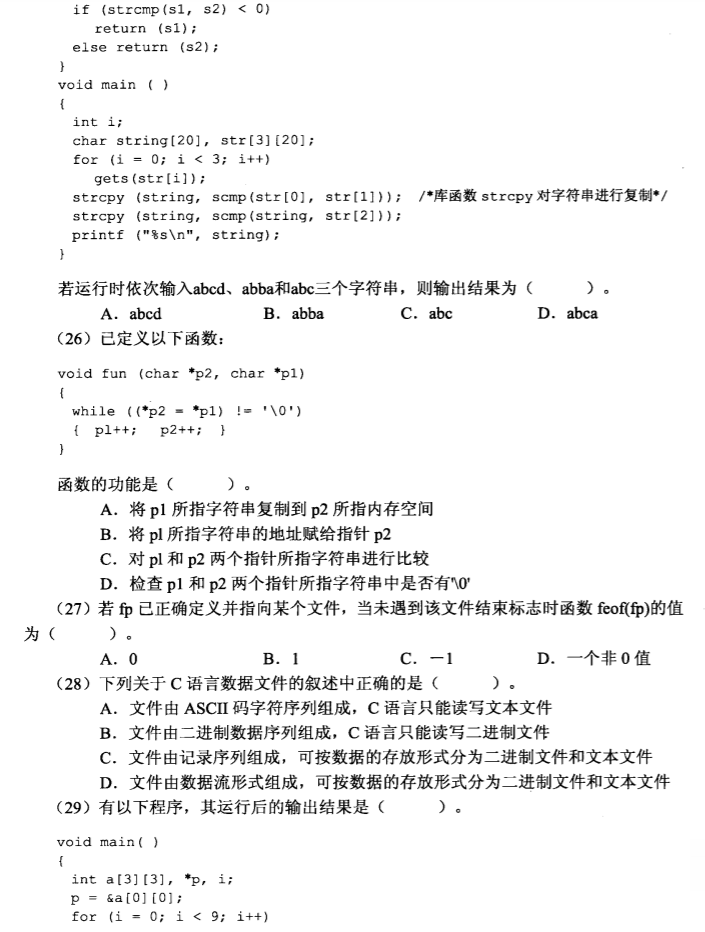 if (strcmp(s1, s2) < 0)
return (s1);
else return (s2);
}
void main ( )
{
int i;
char string[20], str[3][20];
for (i = 0; i < 3; i++)
gets(str[i]);
strcpy (string, scmp(str[0], str[1])); /*库函数 strcpy 对字符串进行复制*/
strcpy (string, scmp(string, str[2]));
printf ("%s\n", string);
}
若运行时依次输入abcd、abba和abc三个字符串，则输出结果为（ ）。
A．abcd B．abba C．abc D．abca
（26）已定义以下函数：
void fun (char *p2, char *p1)
{
while ((*p2 = *p1) != '\0')
{ pl++; p2++; }
}
函数的功能是（ ）。
A．将 p1 所指字符串复制到 p2 所指内存空间
B．将 pl 所指字符串的地址赋给指针 p2
C．对 pl 和 p2 两个指针所指字符串进行比较
D．检查 p1 和 p2 两个指针所指字符串中是否有'\0'
（27）若 fp 已正确定义并指向某个文件，当未遇到该文件结束标志时函数 feof(fp)的值
为（ ）。
A．0 B．1 C．－1 D．一个非 0 值
（28）下列关于 C 语言数据文件的叙述中正确的是（ ）。
A．文件由 ASCII 码字符序列组成，C 语言只能读写文本文件
B．文件由二进制数据序列组成，C 语言只能读写二进制文件
C．文件由记录序列组成，可按数据的存放形式分为二进制文件和文本文件
D．文件由数据流形式组成，可按数据的存放形式分为二进制文件和文本文件
（29）有以下程序，其运行后的输出结果是（ ）。
void main( )
{
int a[3][3], *p, i;
p = &a[0][0];
for (i = 0; i < 9; i++)